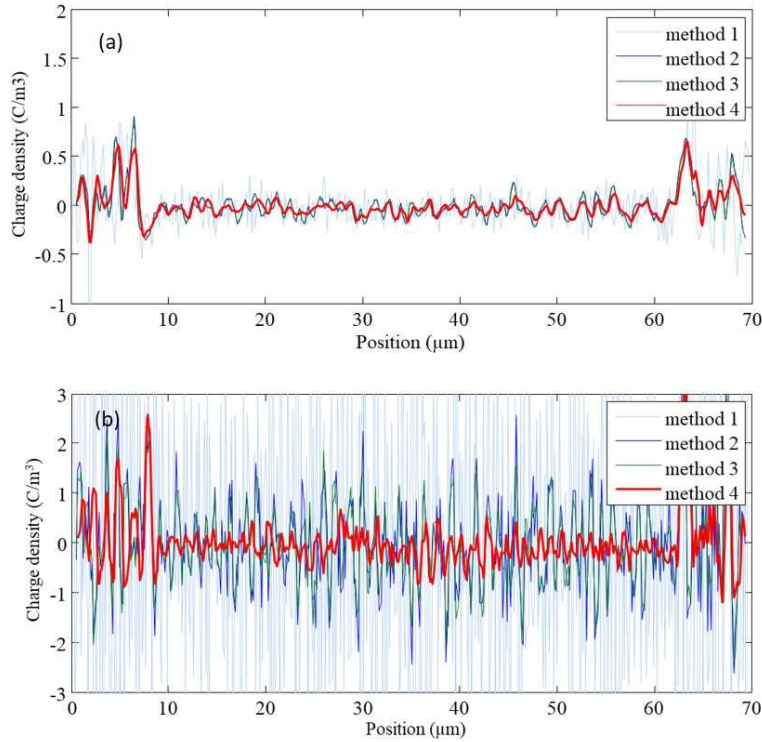 (a)
2
1.5
1
0.5
0
-0.5
-1
Charge density (C/m3)
method 1
method 2
method 3
method 4
0 10 20 30 40 50 60 70
Position (µm)
(b)
3
2
1
0
-1
-2
-3
Charge density (C/m³)
method 1
method 2
method 3
method 4
0 10 20 30 40 50 60 70
Position (µm)